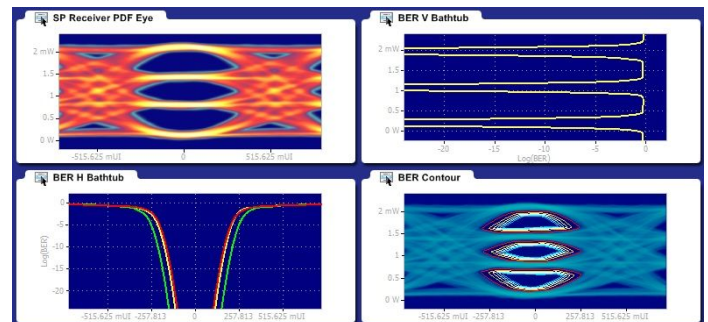 SP Receiver PDF Eye
2 mW
1.5
1
0.5
0 W
-515.625 mUI
0
515.625 mUI
BER V Bathtub
2 mW
1.5
1
0.5
0 W
-20
-15
-10
-5
0
Log(BER)
BER H Bathtub
0
-5
-10
-15
-20
Log(BER)
-515.625 mUI
-257.813
0
257.813
515.625 mUI
BER Contour
2 mW
1.5
1
0.5
0 W
-515.625 mUI
-257.813
0
257.813
515.625 mUI